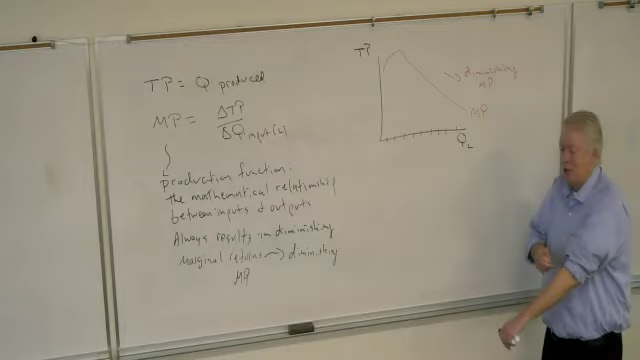 TP = Q produced
MP = ΔTP
ΔQ input(L)
production function:
the mathematical relationship
between inputs & outputs
Always results in diminishing
marginal returns → diminishing
MP
TP
↘ diminishing
MP
MP
Q_L